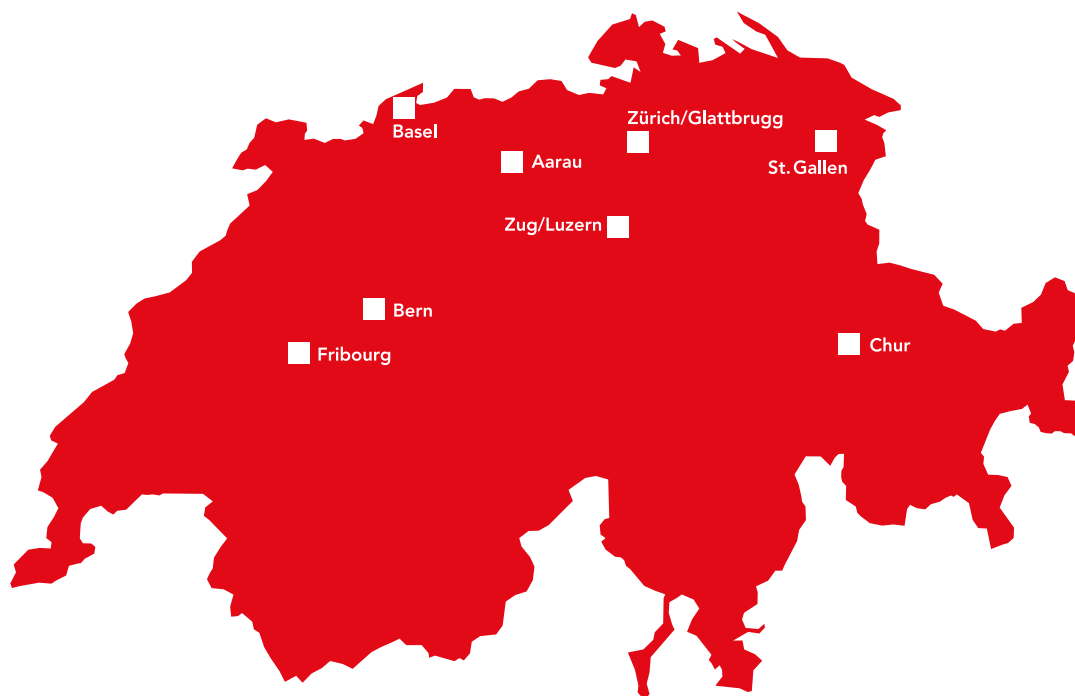 Zürich/Glattbrugg
Basel
Aarau
St. Gallen
Zug/Luzern
Bern
Fribourg
Chur